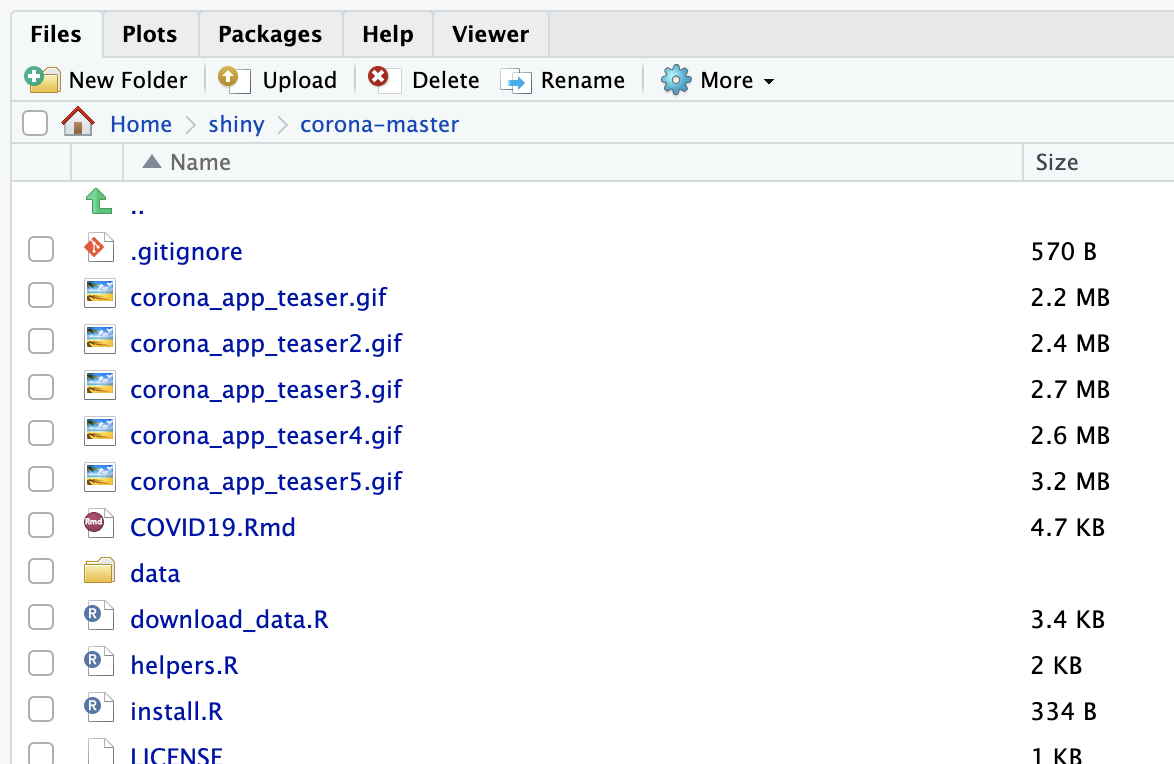 Files Plots Packages Help Viewer
New Folder Upload Delete Rename More
Home shiny corona-master
Name Size
..
.gitignore 570 B
corona_app_teaser.gif 2.2 MB
corona_app_teaser2.gif 2.4 MB
corona_app_teaser3.gif 2.7 MB
corona_app_teaser4.gif 2.6 MB
corona_app_teaser5.gif 3.2 MB
Rmd COVID19.Rmd 4.7 KB
data
R download_data.R 3.4 KB
R helpers.R 2 KB
R install.R 334 B
LICENSE 1 KB